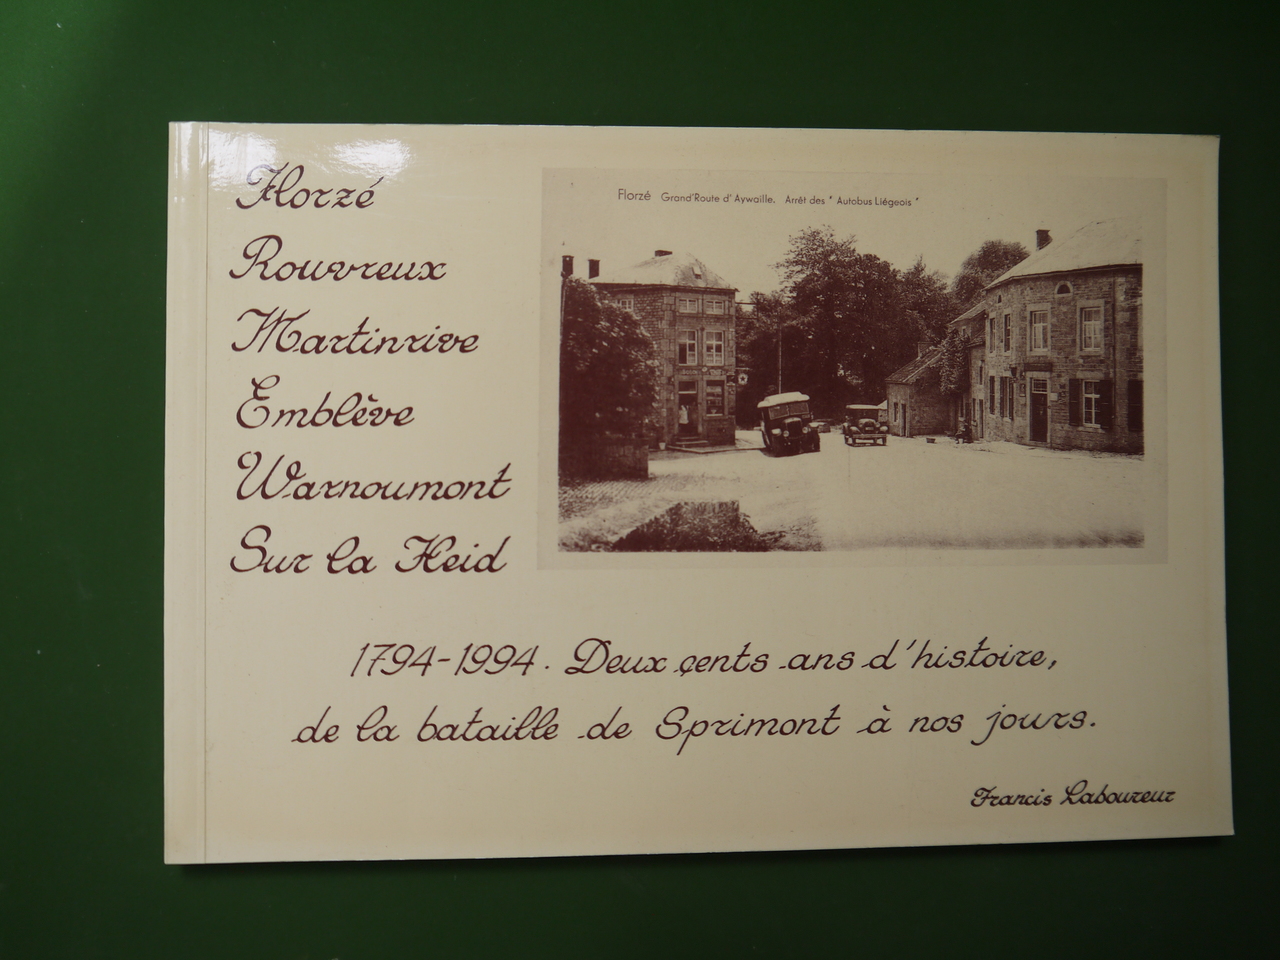 Florzé
Rouvreux
Martinrive
Emblève
Warnoumont
Sur la Heid
Florzé Grand'Route d'Aywaille. Arrêt des "Autobus Liégeois"
1794-1994. Deux cents ans d'histoire,
de la bataille de Sprimont à nos jours.
Francis Laboureur